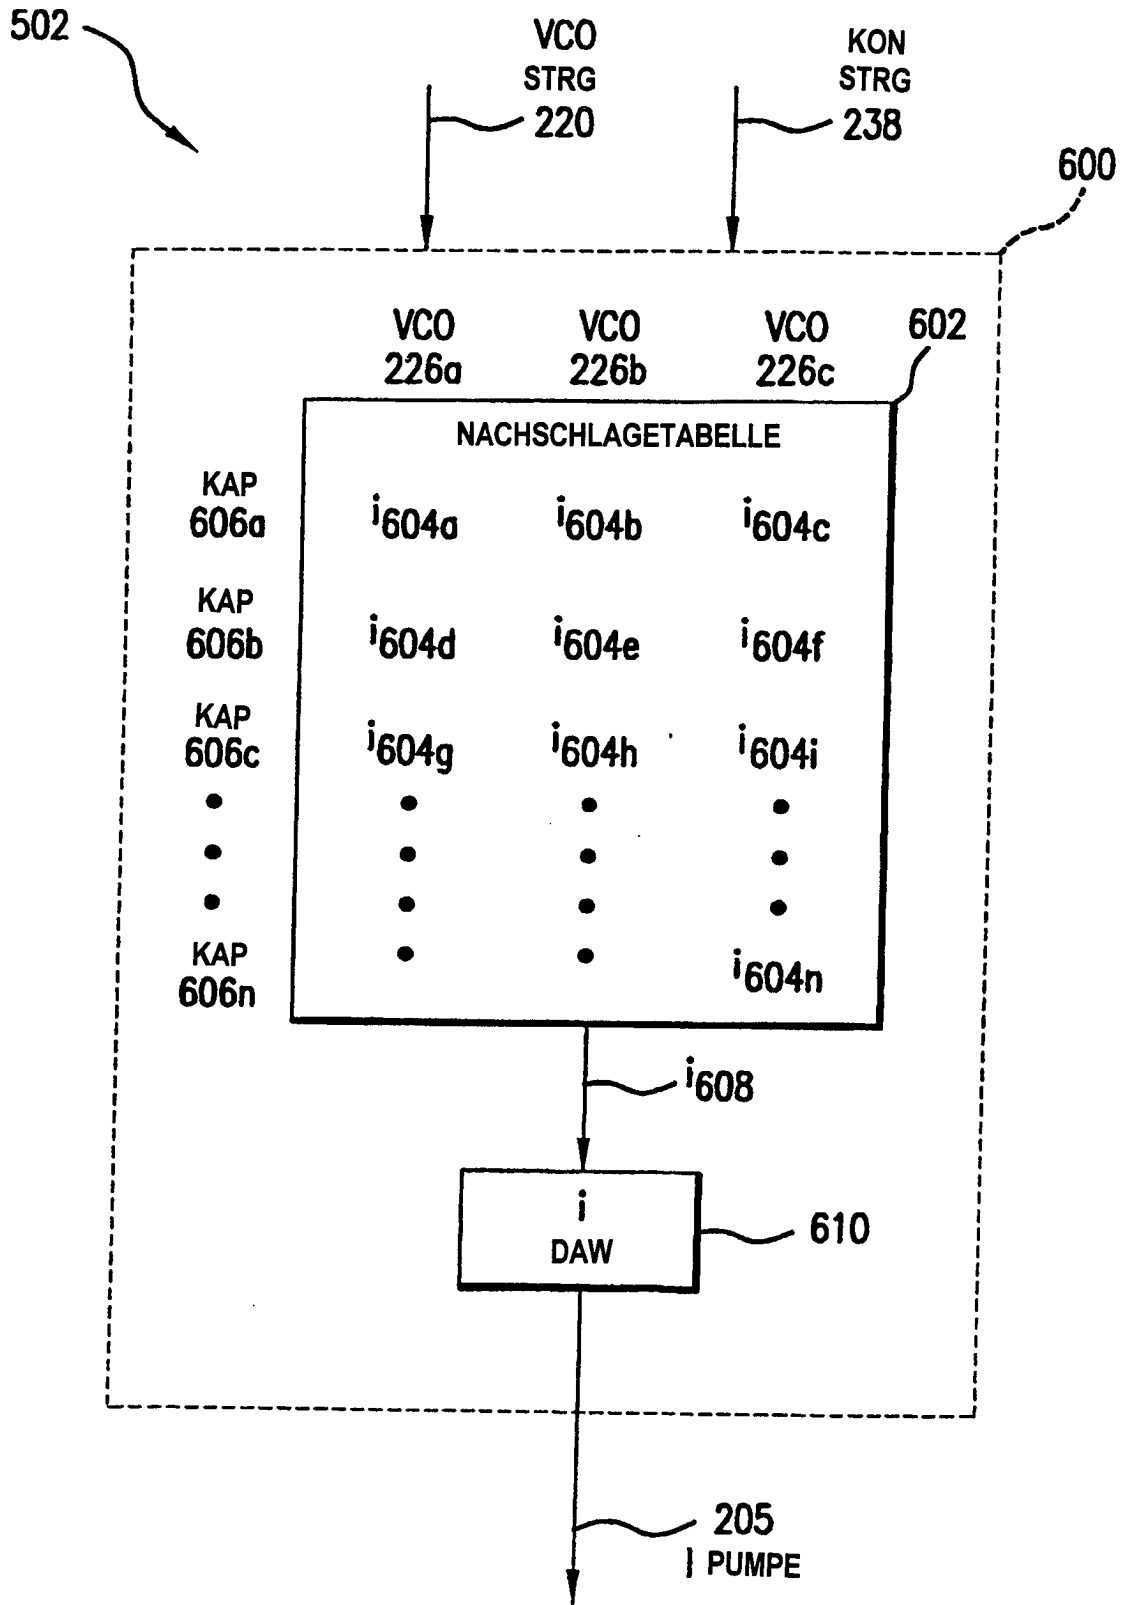 502
VCO
STRG
220
KON
STRG
238
600
VCO
226a
VCO
226b
VCO
226c
602
NACHSCHLAGETABELLE
KAP
606a
i604a
i604b
i604c
KAP
606b
i604d
i604e
i604f
KAP
606c
i604g
i604h
i604i
KAP
606n
i604n
i608
i
DAW
610
205
I PUMPE